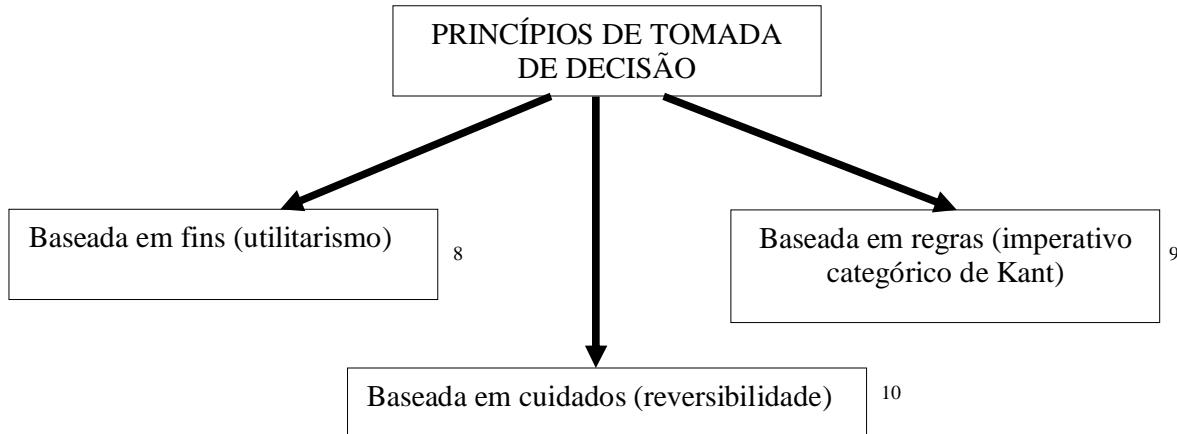 PRINCÍPIOS DE TOMADA
DE DECISÃO
Baseada em fins (utilitarismo)
8
Baseada em regras (imperativo
categórico de Kant)
9
Baseada em cuidados (reversibilidade)
10